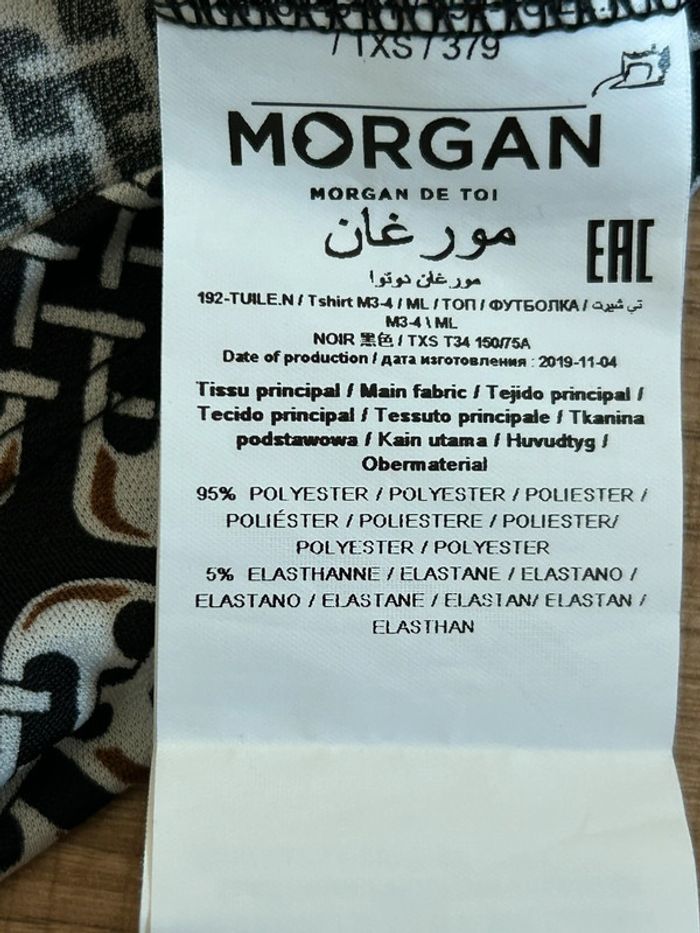 / TXS / 379
MORGAN
MORGAN DE TOI
مورغان
مورغان دوتوا
EAC
192-TUILE.N / Tshirt M3-4 / ML / ТОП / ФУТБОЛКА / تي شيرت
M3-4 \ ML
NOIR 黑色 / TXS T34 150/75A
Date of production / дата изготовления : 2019-11-04
Tissu principal / Main fabric / Tejido principal /
Tecido principal / Tessuto principale / Tkanina
podstawowa / Kain utama / Huvudtyg /
Obermaterial
95% POLYESTER / POLYESTER / POLIESTER /
POLIÉSTER / POLIESTERE / POLIESTER/
POLYESTER / POLYESTER
5% ELASTHANNE / ELASTANE / ELASTANO /
ELASTANO / ELASTANE / ELASTAN/ ELASTAN /
ELASTHAN